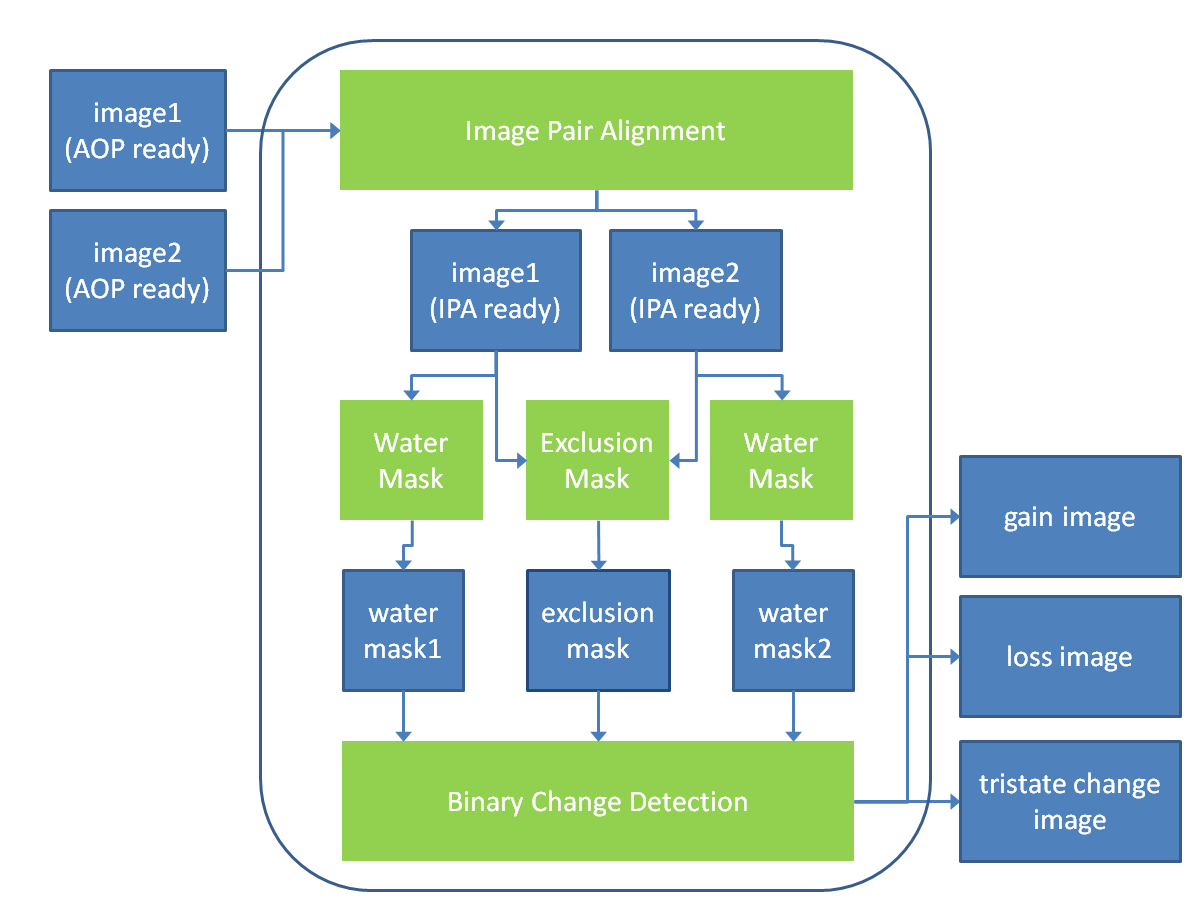 image1
(AOP ready)
image2
(AOP ready)
Image Pair Alignment
image1
(IPA ready)
image2
(IPA ready)
Water
Mask
Exclusion
Mask
Water
Mask
water
mask1
exclusion
mask
water
mask2
Binary Change Detection
gain image
loss image
tristate change
image